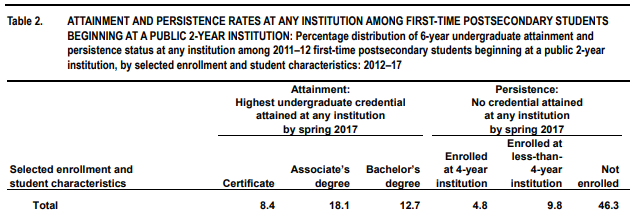 Table 2. ATTAINMENT AND PERSISTENCE RATES AT ANY INSTITUTION AMONG FIRST-TIME POSTSECONDARY STUDENTS
BEGINNING AT A PUBLIC 2-YEAR INSTITUTION: Percentage distribution of 6-year undergraduate attainment and
persistence status at any institution among 2011–12 first-time postsecondary students beginning at a public 2-year
institution, by selected enrollment and student characteristics: 2012–17
Attainment: Persistence:
Highest undergraduate credential No credential attained
attained at any institution at any institution
by spring 2017 by spring 2017
Enrolled at
Enrolled less-than-
Selected enrollment and Associate's Bachelor's at 4-year 4-year Not
student characteristics Certificate degree degree institution institution enrolled
Total 8.4 18.1 12.7 4.8 9.8 46.3